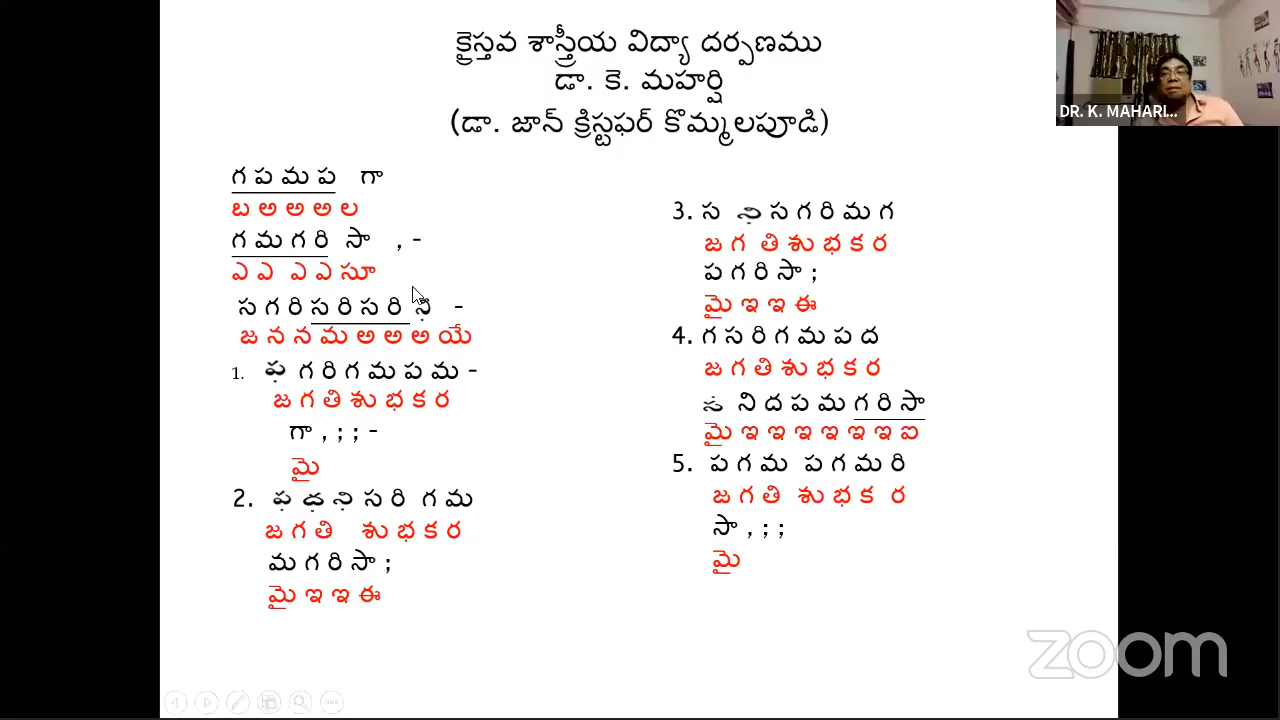 క్రైస్తవ శాస్త్రీయ విద్యా దర్పణము
డా. కె. మహర్షి
(డా. జాన్ క్రిస్టఫర్ కొమ్మలపూడి)
DR. K. MAHARI...
గ ప మ ప గా
బ అ అ అ ల
గ మ గ రి సా , -
ఎ ఎ ఎ ఎ సూ
స గ రి స రి స రి ని -
జ న న మ అ అ అ యే
1. ప గ రి గ మ ప మ -
జ గ తి శు భ క ర
గా , ; ; -
మై
2. ప ద ని స రి గ మ
జ గ తి శు భ క ర
మ గ రి సా ;
మై ఇ ఇ ఈ
3. స ని స గ రి మ గ
జ గ తి శు భ క ర
ప గ రి సా ;
మై ఇ ఇ ఈ
4. గ స రి గ మ ప ద
జ గ తి శు భ క ర
స ని ద ప మ గ రి సా
మై ఇ ఇ ఇ ఇ ఇ ఇ ఐ
5. ప గ మ ప గ మ రి
జ గ తి శు భ క ర
సా , ; ;
మై
zoom